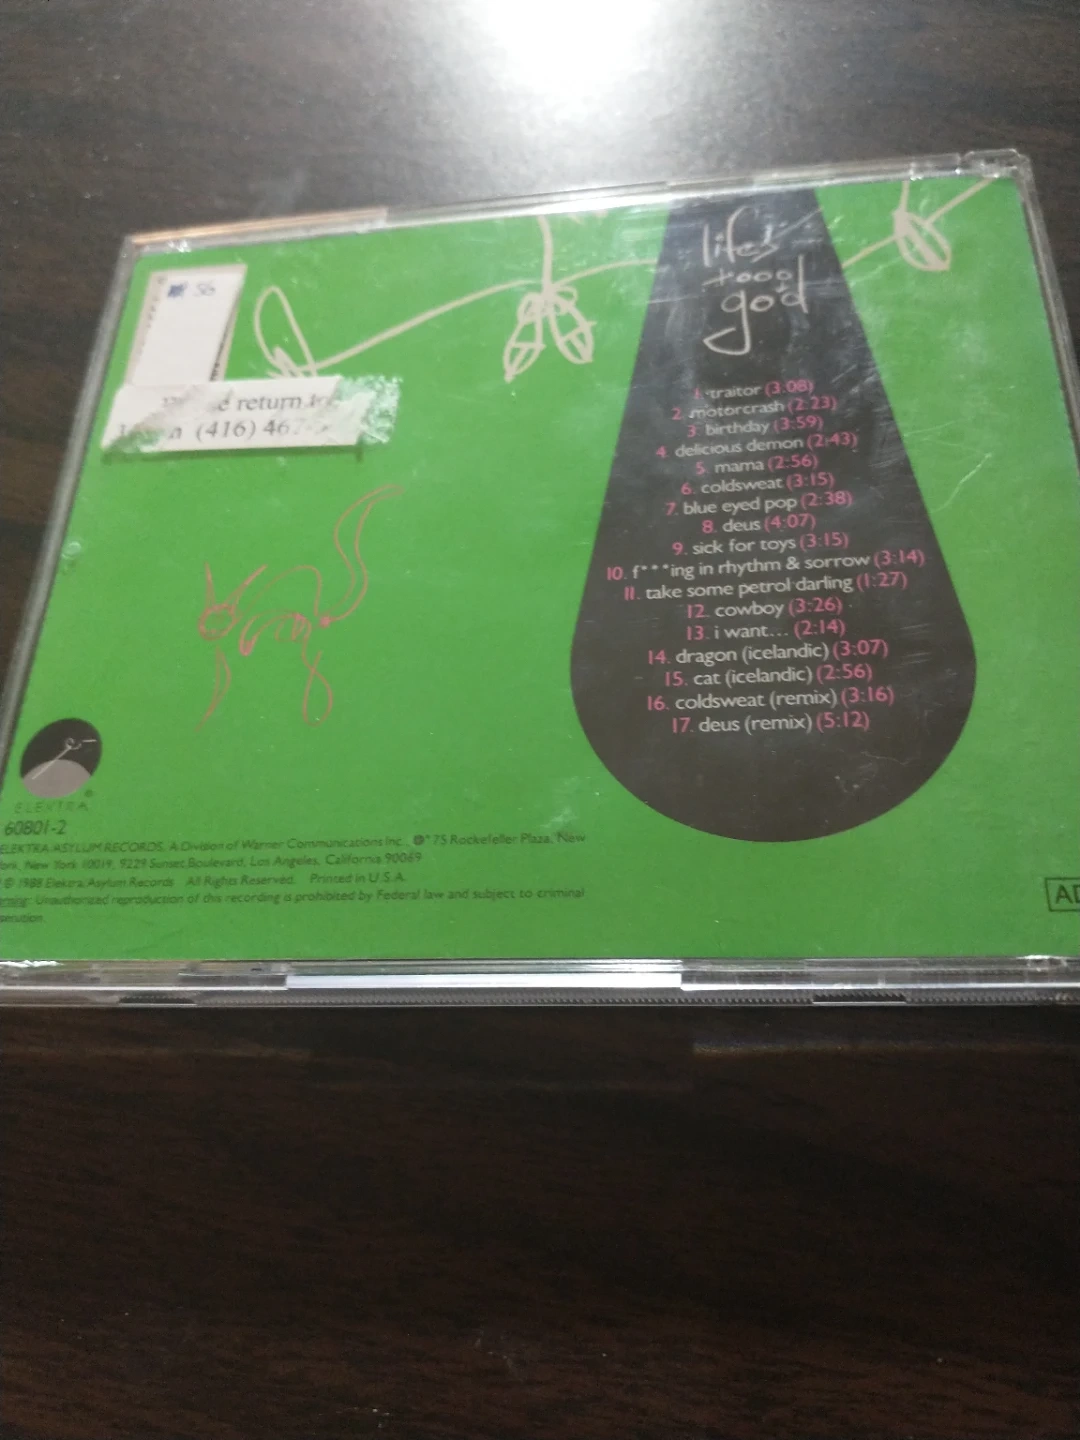 56
return to
(416) 467
lifes
tooo
good
1. traitor (3.08)
2. motorcrash (2.23)
3. birthday (3:59)
4. delicious demon (2:43)
5. mama (2:56)
6. coldsweat (3:15)
7. blue eyed pop (2:38)
8. deus (4:07)
9. sick for toys (3:15)
10. f***ing in rhythm & sorrow (3:14)
11. take some petrol darling (1:27)
12. cowboy (3:26)
13. i want... (2:14)
14. dragon (icelandic) (3:07)
15. cat (icelandic) (2:56)
16. coldsweat (remix) (3:16)
17. deus (remix) (5:12)
e
ELEKTRA ®
60801-2
ELEKTRA/ASYLUM RECORDS, A Division of Warner Communications Inc., 75 Rockefeller Plaza, New
York, New York 10019, 9229 Sunset Boulevard, Los Angeles, California 90069
© 1988 Elektra/Asylum Records All Rights Reserved. Printed in U.S.A.
Unauthorized reproduction of this recording is prohibited by Federal law and subject to criminal